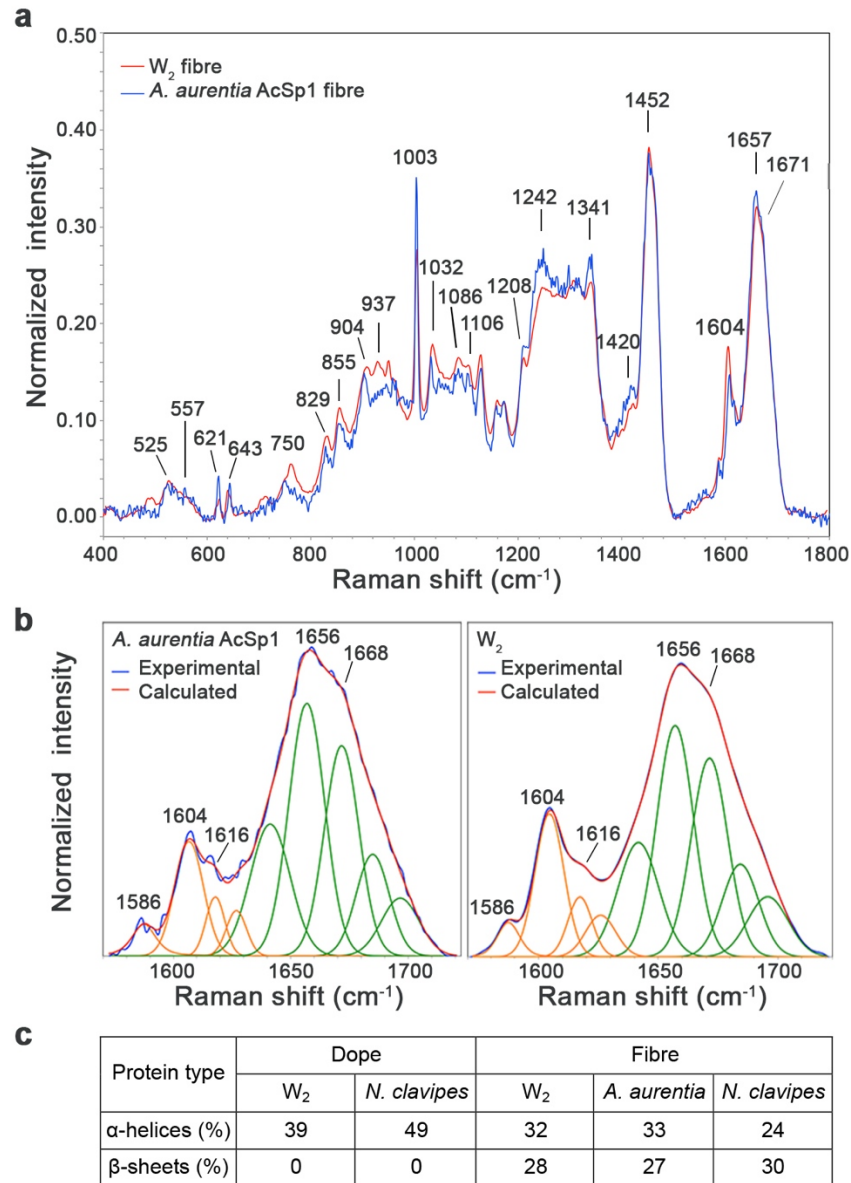 a
0.50
0.40
0.30
0.20
0.10
0.00
Normalized intensity
W₂ fibre
A. aurentia AcSp1 fibre
525
557
621
643
750
829
855
904
937
1003
1032
1086
1106
1208
1242
1341
1420
1452
1604
1657
1671
400 600 800 1000 1200 1400 1600 1800
Raman shift (cm⁻¹)
b
Normalized intensity
A. aurentia AcSp1
Experimental
Calculated
1586
1604
1616
1656
1668
1600 1650 1700
Raman shift (cm⁻¹)
W₂
Experimental
Calculated
1586
1604
1616
1656
1668
1600 1650 1700
Raman shift (cm⁻¹)
c
Protein type Dope Fibre
W₂ N. clavipes W₂ A. aurentia N. clavipes
α-helices (%) 39 49 32 33 24
β-sheets (%) 0 0 28 27 30